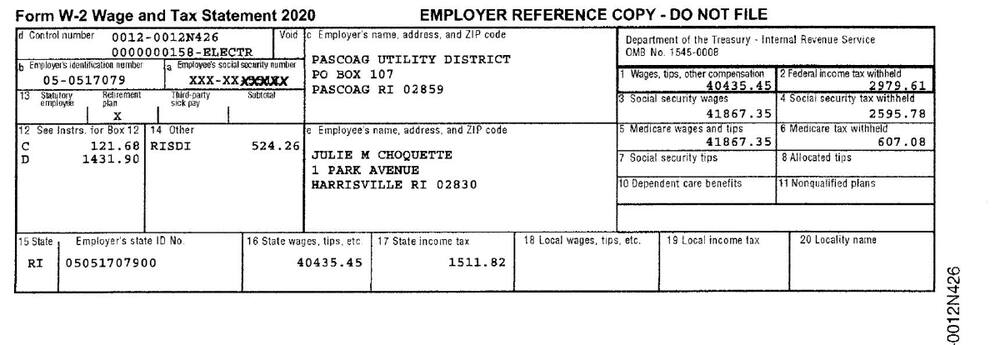 Form W-2 Wage and Tax Statement 2020
EMPLOYER REFERENCE COPY - DO NOT FILE
d Control number 0012-0012N426 Void
0000000158-ELECTR
b Employer's identification number
05-0517079
a Employee's social security number
XXX-XX
13 Statutory employee Retirement plan Third-party sick pay Subtotal
X
12 See Instrs. for Box 12
C 121.68
D 1431.90
14 Other
RISDI 524.26
c Employer's name, address, and ZIP code
PASCOAG UTILITY DISTRICT
PO BOX 107
PASCOAG RI 02859
e Employee's name, address, and ZIP code
JULIE M CHOQUETTE
1 PARK AVENUE
HARRISVILLE RI 02830
Department of the Treasury - Internal Revenue Service
OMB No. 1545-0008
1 Wages, tips, other compensation
40435.45
2 Federal income tax withheld
2979.61
3 Social security wages
41867.35
4 Social security tax withheld
2595.78
5 Medicare wages and tips
41867.35
6 Medicare tax withheld
607.08
7 Social security tips
8 Allocated tips
10 Dependent care benefits
11 Nonqualified plans
15 State Employer's state ID No.
RI 05051707900
16 State wages, tips, etc.
40435.45
17 State income tax
1511.82
18 Local wages, tips, etc.
19 Local income tax
20 Locality name
-0012N426